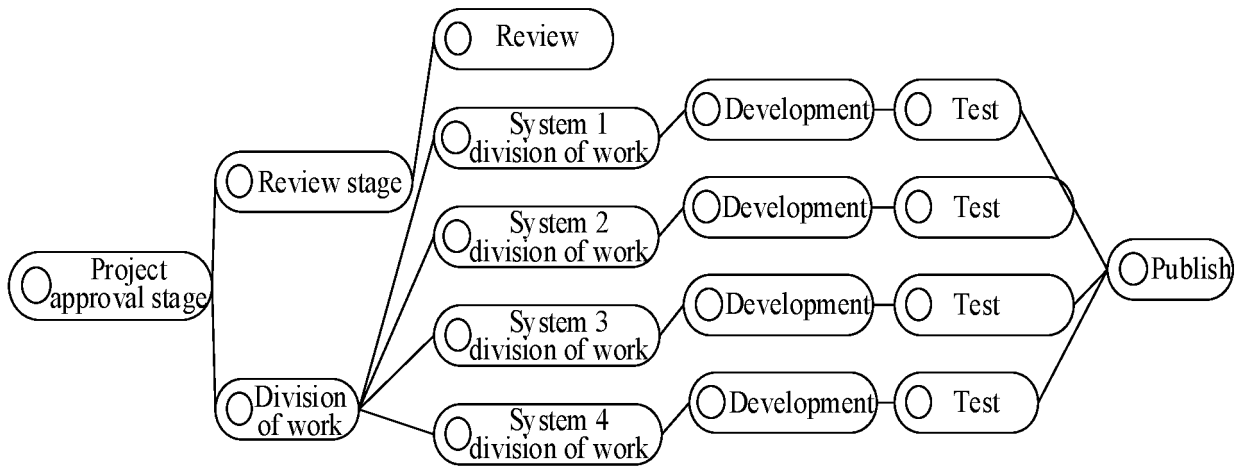 Review
System 1
division of work
Development
Test
Review stage
System 2
division of work
Development
Test
Project
approval stage
Publish
System 3
division of work
Development
Test
Division
of work
System 4
division of work
Development
Test